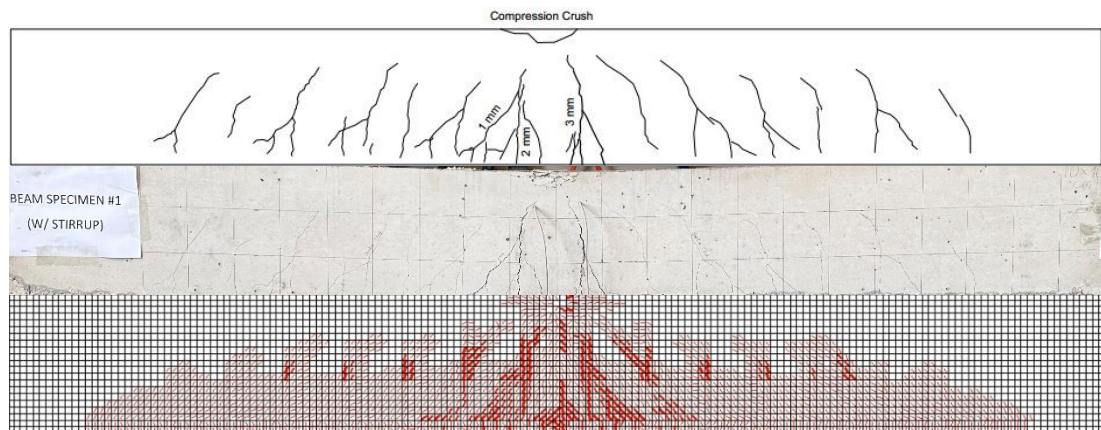 Compression Crush
1 mm
2 mm
3 mm
BEAM SPECIMEN #1
(W/ STIRRUP)